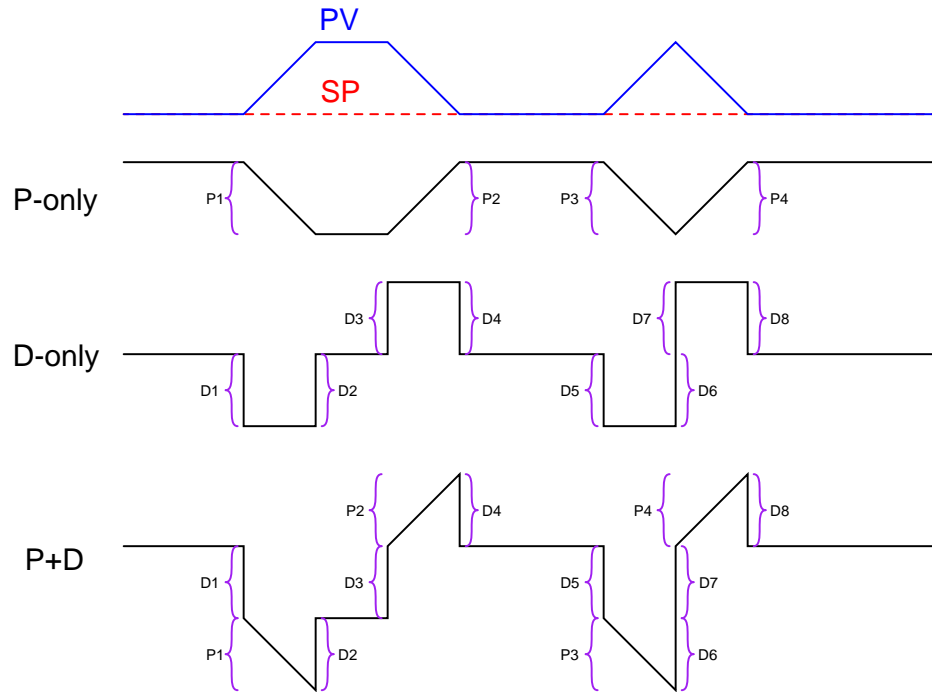 PV
SP
P-only
P1
P2
P3
P4
D-only
D3
D4
D7
D8
D1
D2
D5
D6
P+D
P2
D4
P4
D8
D1
D3
D5
D7
P1
D2
P3
D6